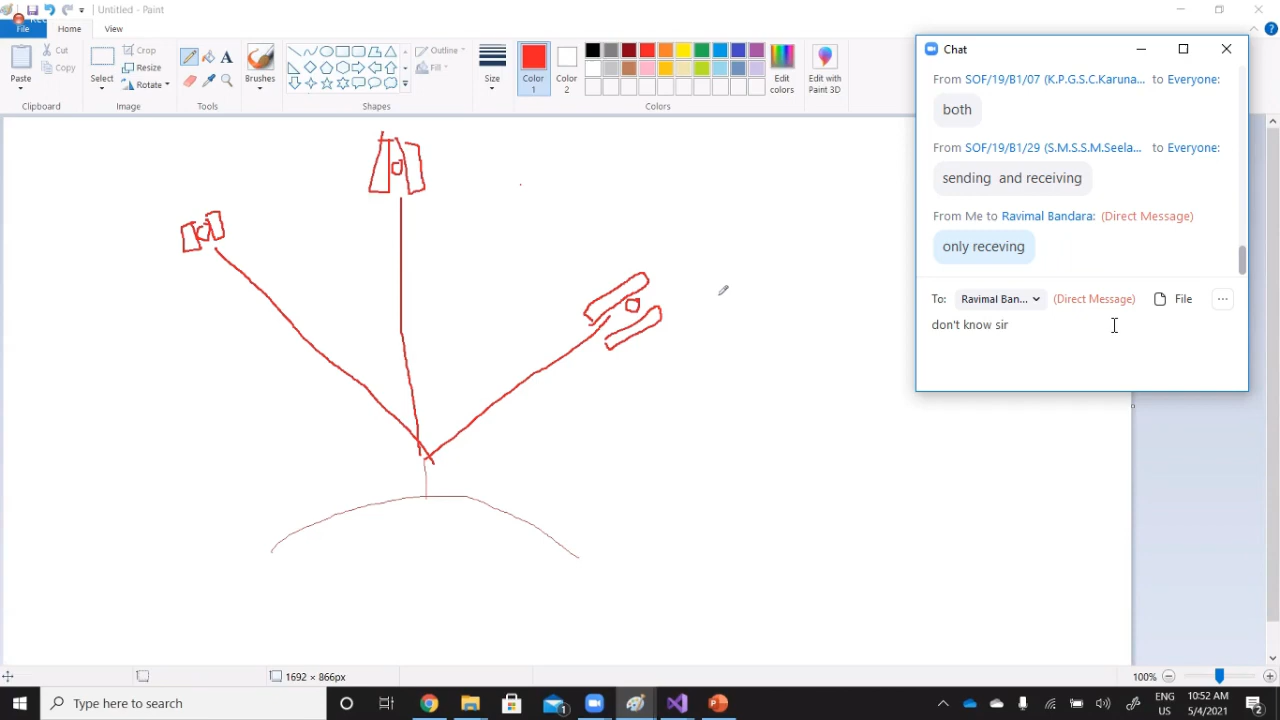 Untitled - Paint
File
Home
View
Paste
Cut
Copy
Clipboard
Select
Crop
Resize
Rotate
Image
Tools
Brushes
Shapes
Outline
Fill
Size
Color
1
Color
2
Edit
colors
Colors
Edit with
Paint 3D
Chat
From SOF/19/B1/07 (K.P.G.S.C.Karuna... to Everyone:
both
From SOF/19/B1/29 (S.M.S.S.M.Seela... to Everyone:
sending and receiving
From Me to Ravimal Bandara: (Direct Message)
only receving
To: Ravimal Ban... (Direct Message) File ...
don't know sir
1692 × 866px
100%
Type here to search
1
ENG
US
10:52 AM
5/4/2021
2